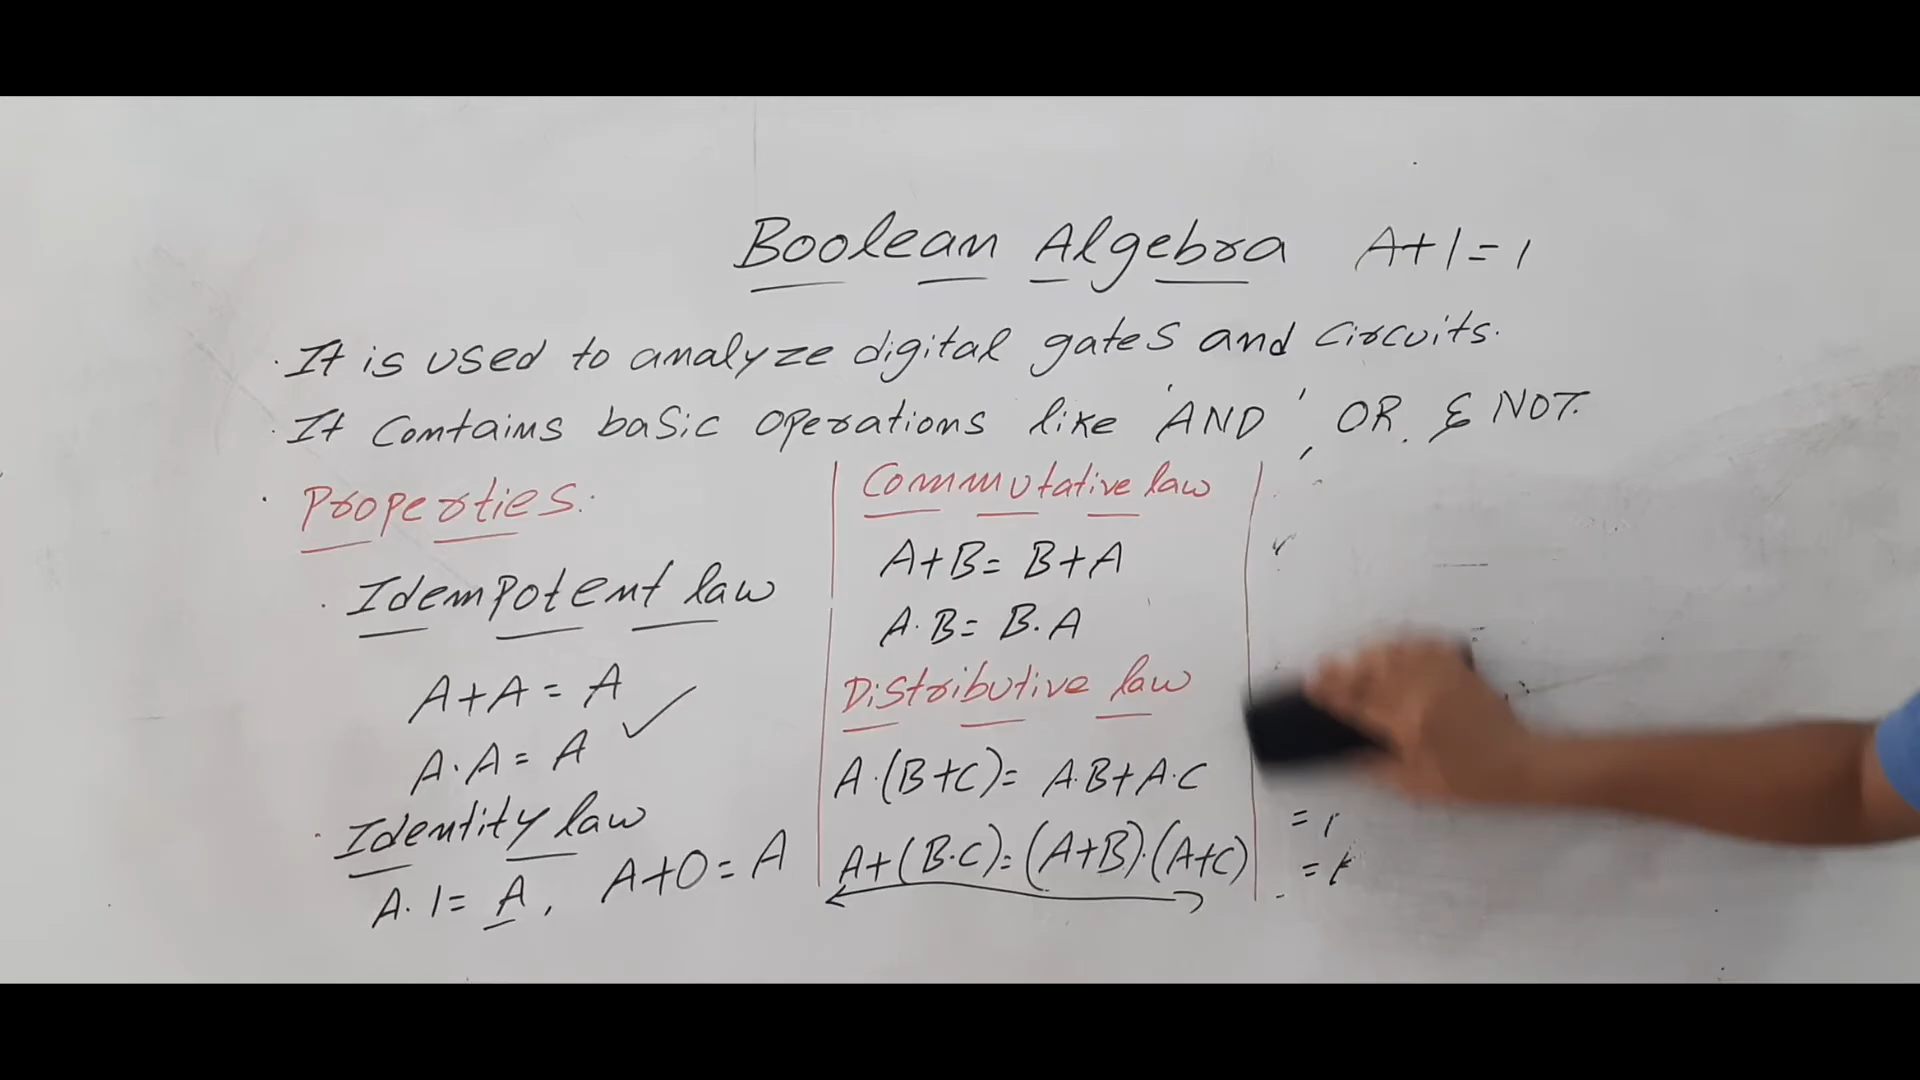 Boolean Algebra A+1=1
· It is used to analyze digital gates and circuits.
· It contains basic operations like 'AND', OR & NOT.
· Properties:
· Idempotent law
A+A=A
A·A=A
· Identity law
A·1=A, A+0=A
Commutative law
A+B=B+A
A·B=B·A
Distributive law
A·(B+C)=A·B+A·C
A+(B·C)=(A+B)·(A+C)